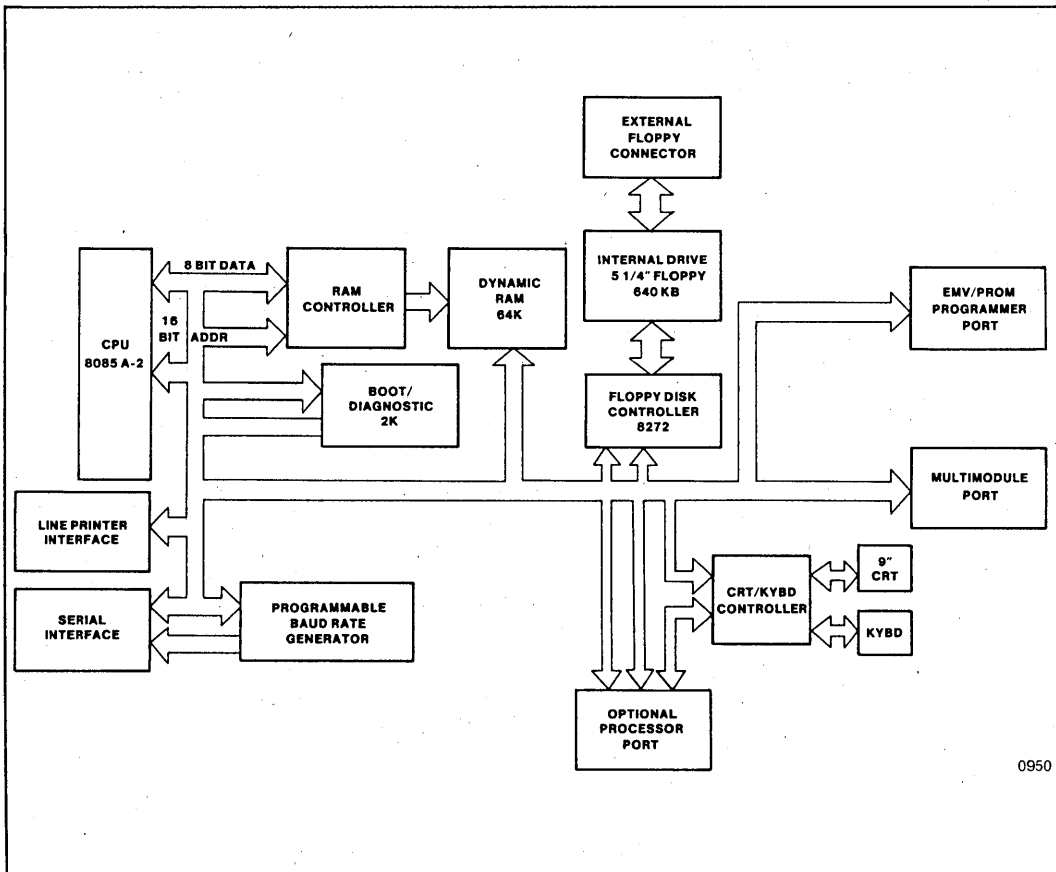 EXTERNAL
FLOPPY
CONNECTOR
INTERNAL DRIVE
5 1/4" FLOPPY
640 KB
8 BIT DATA
RAM
CONTROLLER
DYNAMIC
RAM
64K
EMV/PROM
PROGRAMMER
PORT
16
BIT ADDR
CPU
8085 A-2
BOOT/
DIAGNOSTIC
2K
FLOPPY DISK
CONTROLLER
8272
MULTIMODULE
PORT
LINE PRINTER
INTERFACE
9"
CRT
CRT/KYBD
CONTROLLER
KYBD
SERIAL
INTERFACE
PROGRAMMABLE
BAUD RATE
GENERATOR
OPTIONAL
PROCESSOR
PORT
0950